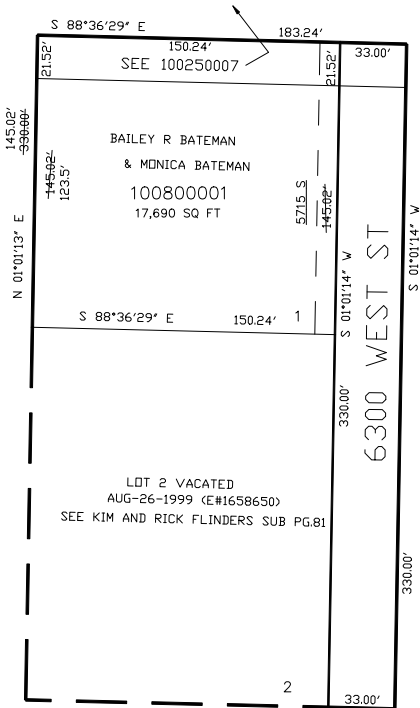 S 88°36'29" E
183.24'
150.24'
33.00'
21.52'
SEE 100250007
21.52'
145.02'
330.00'
BAILEY R BATEMAN
& MONICA BATEMAN
100800001
17,690 SQ FT
145.02'
123.5'
5715 S
145.02'
N 01°01'13" E
S 01°01'14" W
S 01°01'14" W
6300 WEST ST
S 88°36'29" E
150.24'
1
330.00'
LOT 2 VACATED
AUG-26-1999 (E#1658650)
SEE KIM AND RICK FLINDERS SUB PG.81
330.00'
2
33.00'